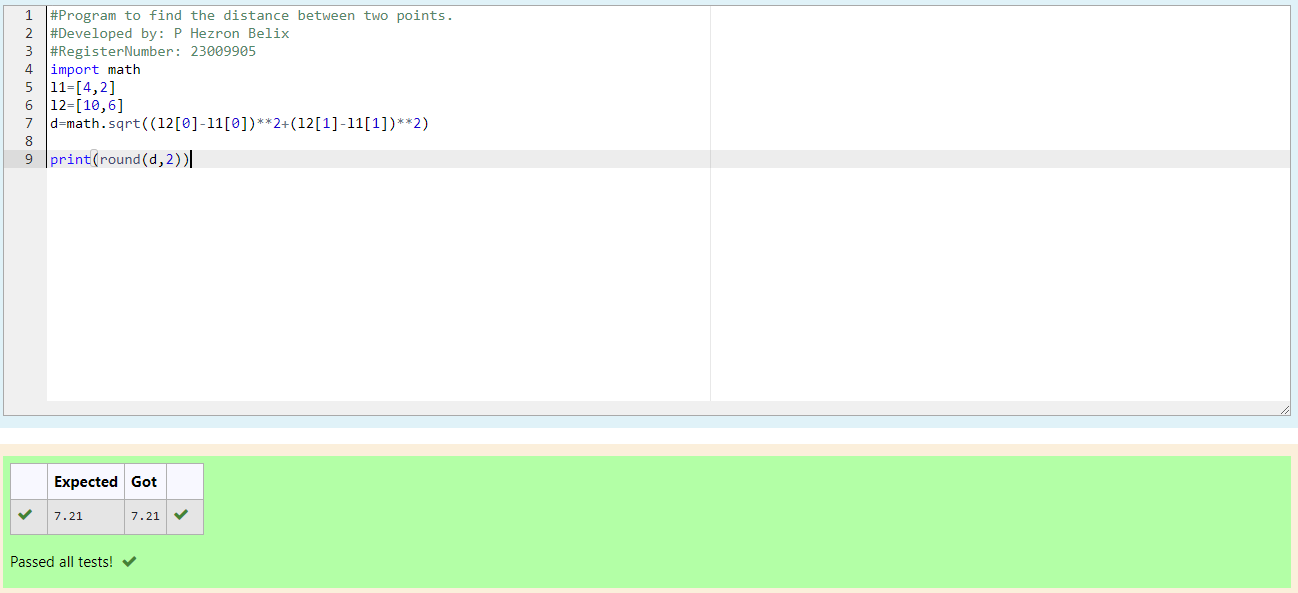 1 #Program to find the distance between two points.
2 #Developed by: P Hezron Belix
3 #RegisterNumber: 23009905
4 import math
5 l1=[4,2]
6 l2=[10,6]
7 d=math.sqrt((l2[0]-l1[0])**2+(l2[1]-l1[1])**2)
8
9 print(round(d,2))
Expected Got
7.21 7.21
Passed all tests!